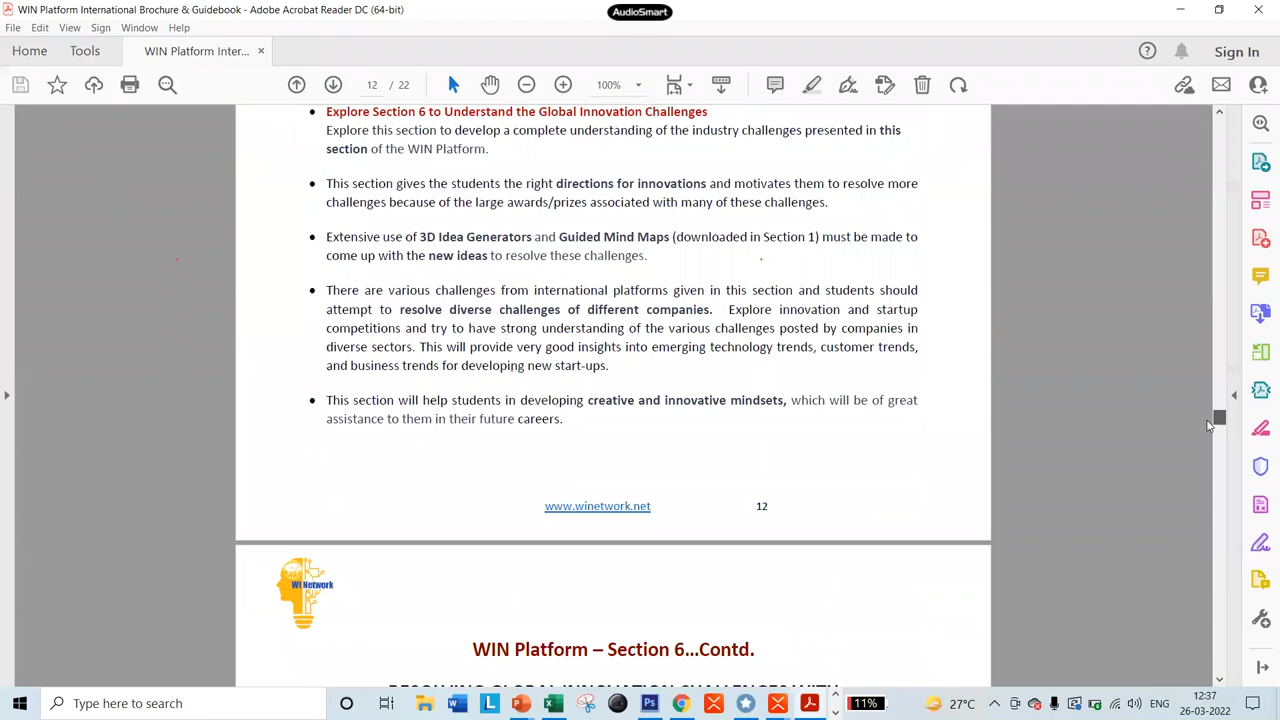 WIN Platform International Brochure & Guidebook - Adobe Acrobat Reader DC (64-bit)
AudioSmart
File Edit View Sign Window Help
Home Tools WIN Platform Inter... × Sign In
12 / 22 100%
• Explore Section 6 to Understand the Global Innovation Challenges
Explore this section to develop a complete understanding of the industry challenges presented in this
section of the WIN Platform.
• This section gives the students the right directions for innovations and motivates them to resolve more
challenges because of the large awards/prizes associated with many of these challenges.
• Extensive use of 3D Idea Generators and Guided Mind Maps (downloaded in Section 1) must be made to
come up with the new ideas to resolve these challenges.
• There are various challenges from international platforms given in this section and students should
attempt to resolve diverse challenges of different companies. Explore innovation and startup
competitions and try to have strong understanding of the various challenges posted by companies in
diverse sectors. This will provide very good insights into emerging technology trends, customer trends,
and business trends for developing new start-ups.
• This section will help students in developing creative and innovative mindsets, which will be of great
assistance to them in their future careers.
www.winetwork.net 12
WI Network
WIN Platform – Section 6...Contd.
RESOLVING GLOBAL INNOVATION CHALLENGES WITH
Type here to search
11%
27°C
ENG
12:37
26-03-2022